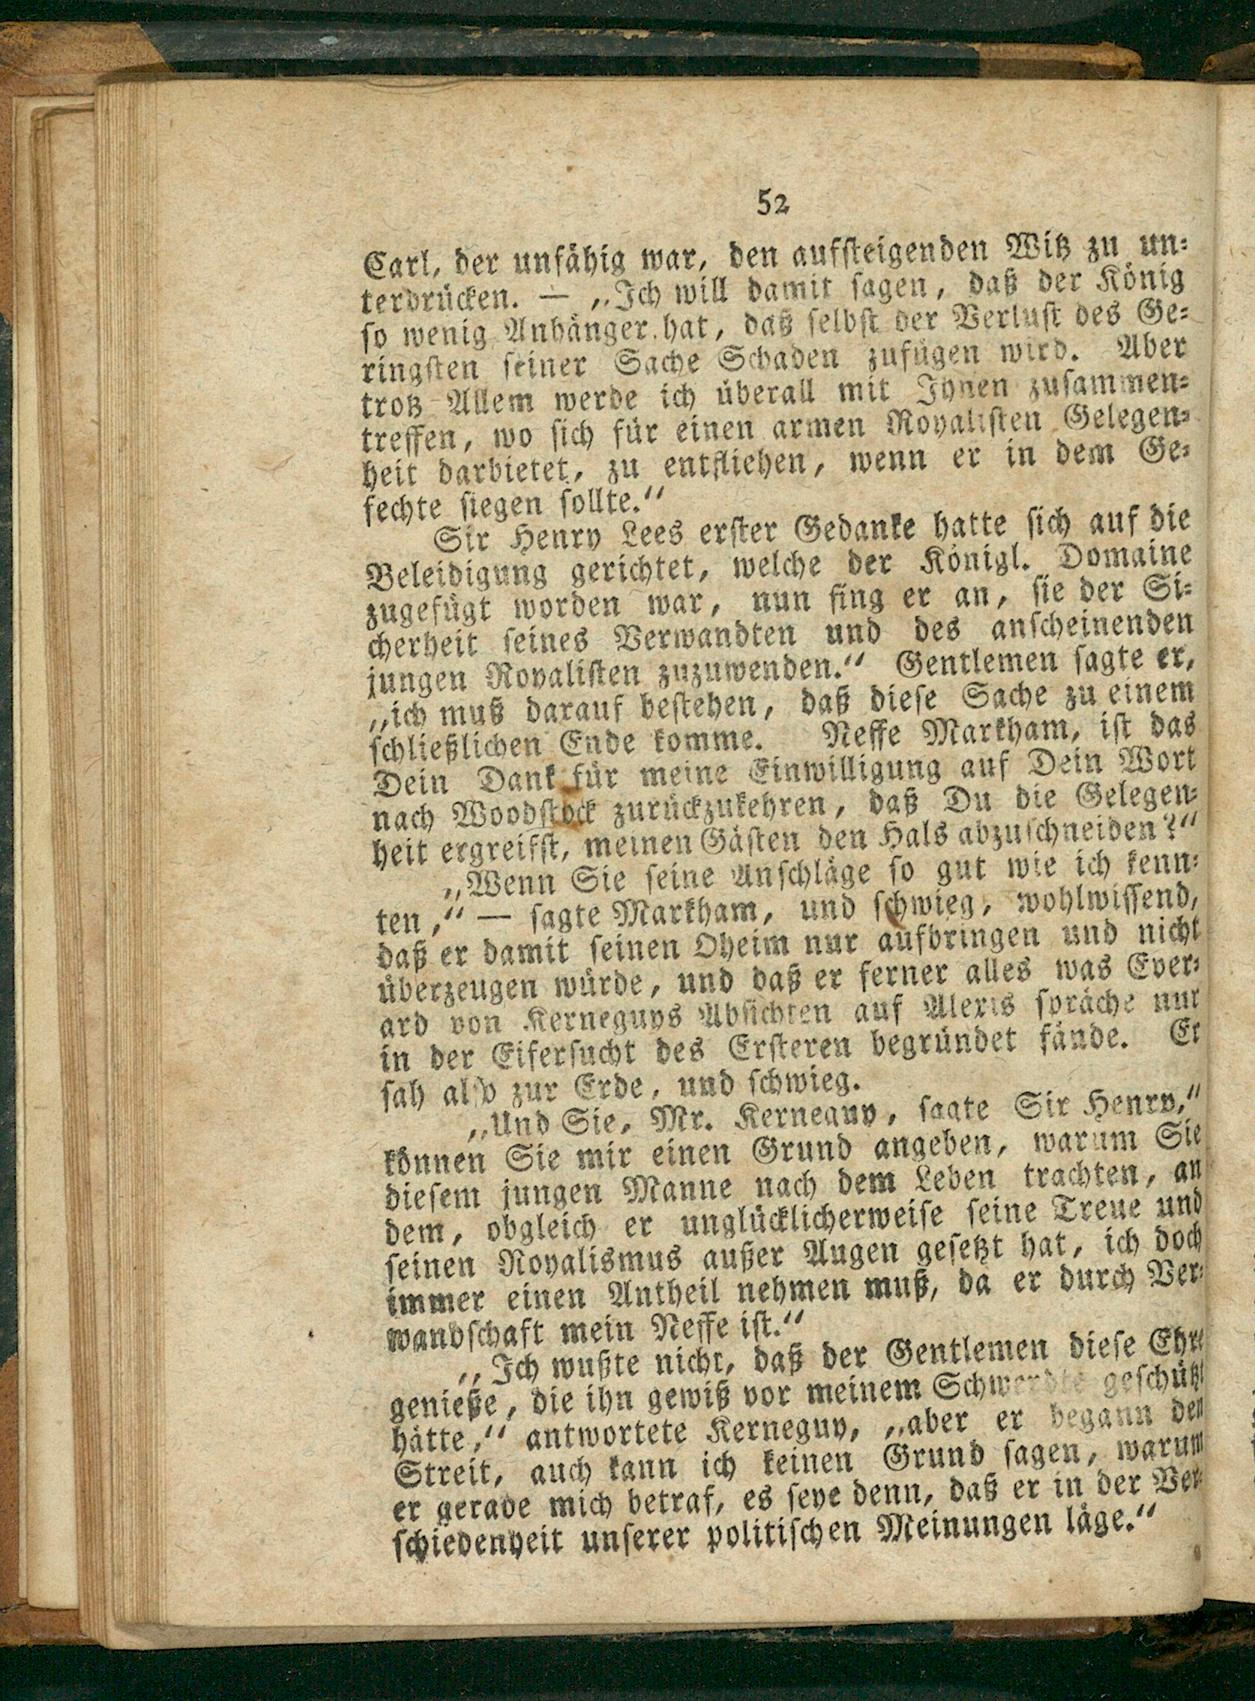 52
Carl, der unfähig war, den aufsteigenden Witz zu un-
terdrücken. — „Ich will damit sagen, daß der König
so wenig Anhänger hat, daß selbst der Verlust des Ge-
ringsten seiner Sache Schaden zufügen wird. Aber
trotz Allem werde ich überall mit Ihnen zusammen-
treffen, wo sich für einen armen Royalisten Gelegen-
heit darbietet, zu entfliehen, wenn er in dem Ge-
fechte siegen sollte.“
Sir Henry Lees erster Gedanke hatte sich auf die
Beleidigung gerichtet, welche der Königl. Domaine
zugefügt worden war, nun fing er an, sie der Si-
cherheit seines Verwandten und des anscheinenden
jungen Royalisten zuzuwenden.“ Gentlemen sagte er,
„ich muß darauf bestehen, daß diese Sache zu einem
schließlichen Ende komme. Neffe Markham, ist das
Dein Dank für meine Einwilligung auf Dein Wort
nach Woodstock zurückzukehren, daß Du die Gelegen-
heit ergreifst, meinen Gästen den Hals abzuschneiden?“
„Wenn Sie seine Anschläge so gut wie ich kenn-
ten,“ — sagte Markham, und schwieg, wohlwissend,
daß er damit seinen Oheim nur aufbringen und nicht
überzeugen würde, und daß er ferner alles was Ever-
ard von Kerneguys Absichten auf Alexis spräche nur
in der Eifersucht des Ersteren begründet fände. Er
sah also zur Erde, und schwieg.
„Und Sie, Mr. Kerneguy, sagte Sir Henry,“
können Sie mir einen Grund angeben, warum Sie
diesem jungen Manne nach dem Leben trachten, an
dem, obgleich er unglücklicherweise seine Treue und
seinen Royalismus außer Augen gesetzt hat, ich doch
immer einen Antheil nehmen muß, da er durch Ver-
wandschaft mein Neffe ist.“
„Ich wußte nicht, daß der Gentlemen diese Ehre
genieße, die ihn gewiß vor meinem Schwerdte geschützt
hätte,“ antwortete Kerneguy, „aber er begann den
Streit, auch kann ich keinen Grund sagen, warum
er gerade mich betraf, es seye denn, daß er in der Ver-
schiedenheit unserer politischen Meinungen läge.“